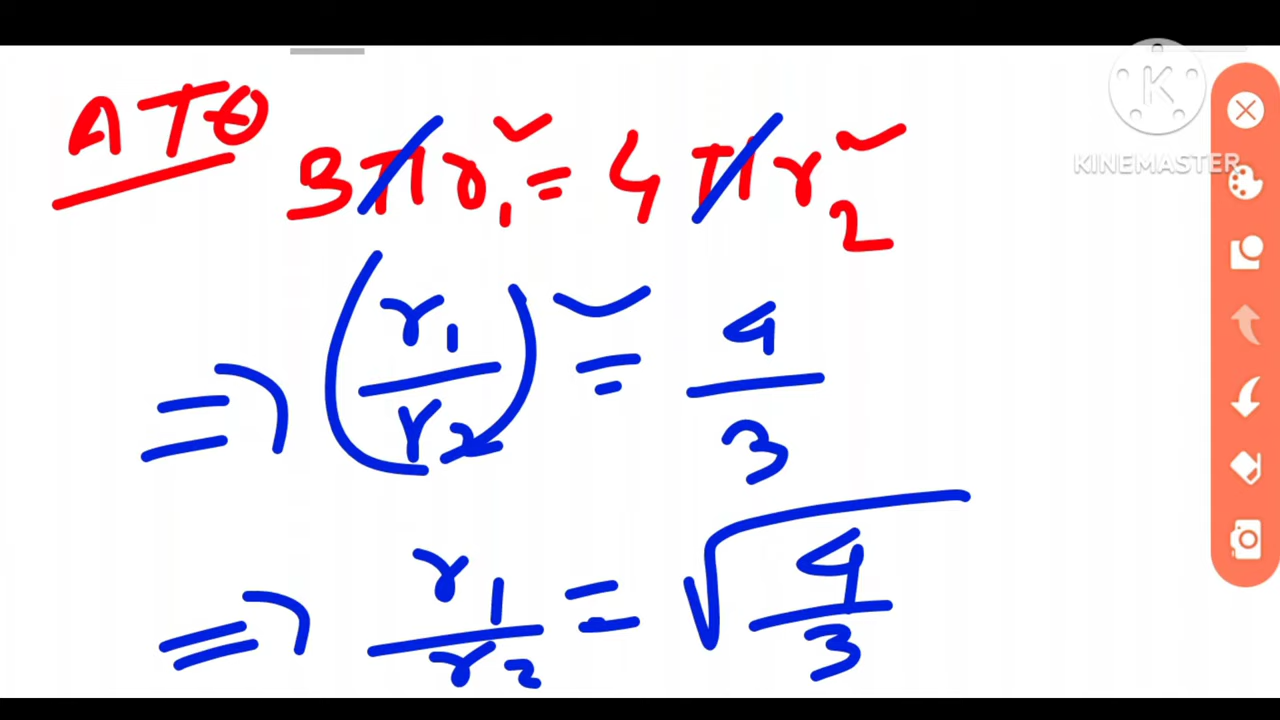 KINEMASTER
ATQ
3πr₁² = 4πr₂²
⇒ (r₁/r₂)² = 4/3
⇒ r₁/r₂ = √(4/3)